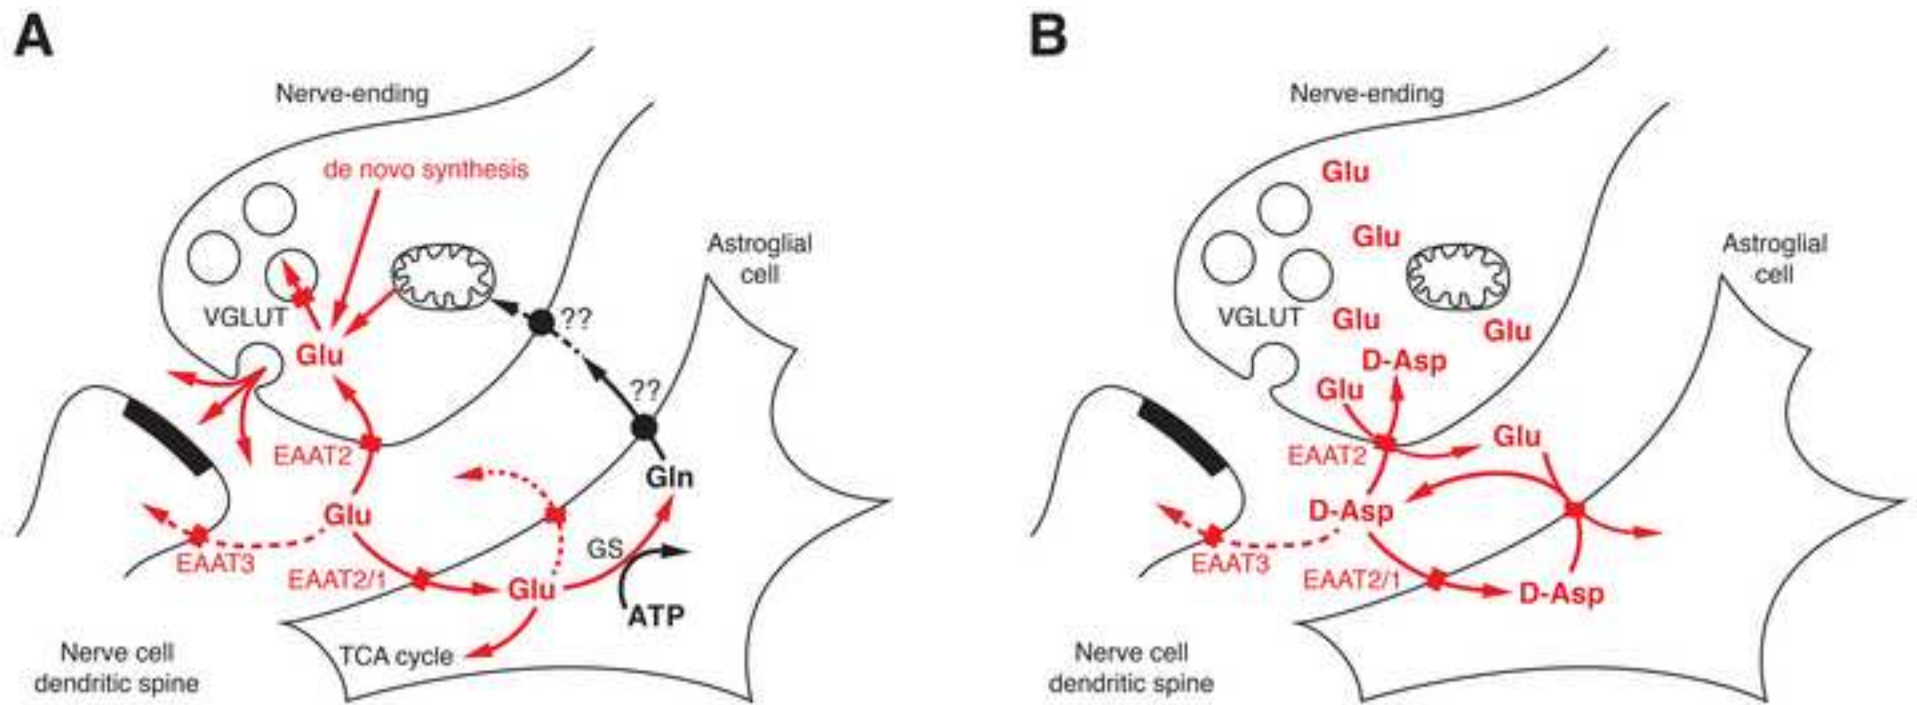 A
Nerve-ending
de novo synthesis
Astroglial
cell
VGLUT
??
Glu
??
EAAT2
Gln
Glu
GS
EAAT3
EAAT2/1
Glu
ATP
TCA cycle
Nerve cell
dendritic spine
B
Nerve-ending
Glu
Glu
Astroglial
cell
VGLUT
Glu
Glu
D-Asp
Glu
Glu
EAAT2
D-Asp
EAAT3
EAAT2/1
D-Asp
Nerve cell
dendritic spine